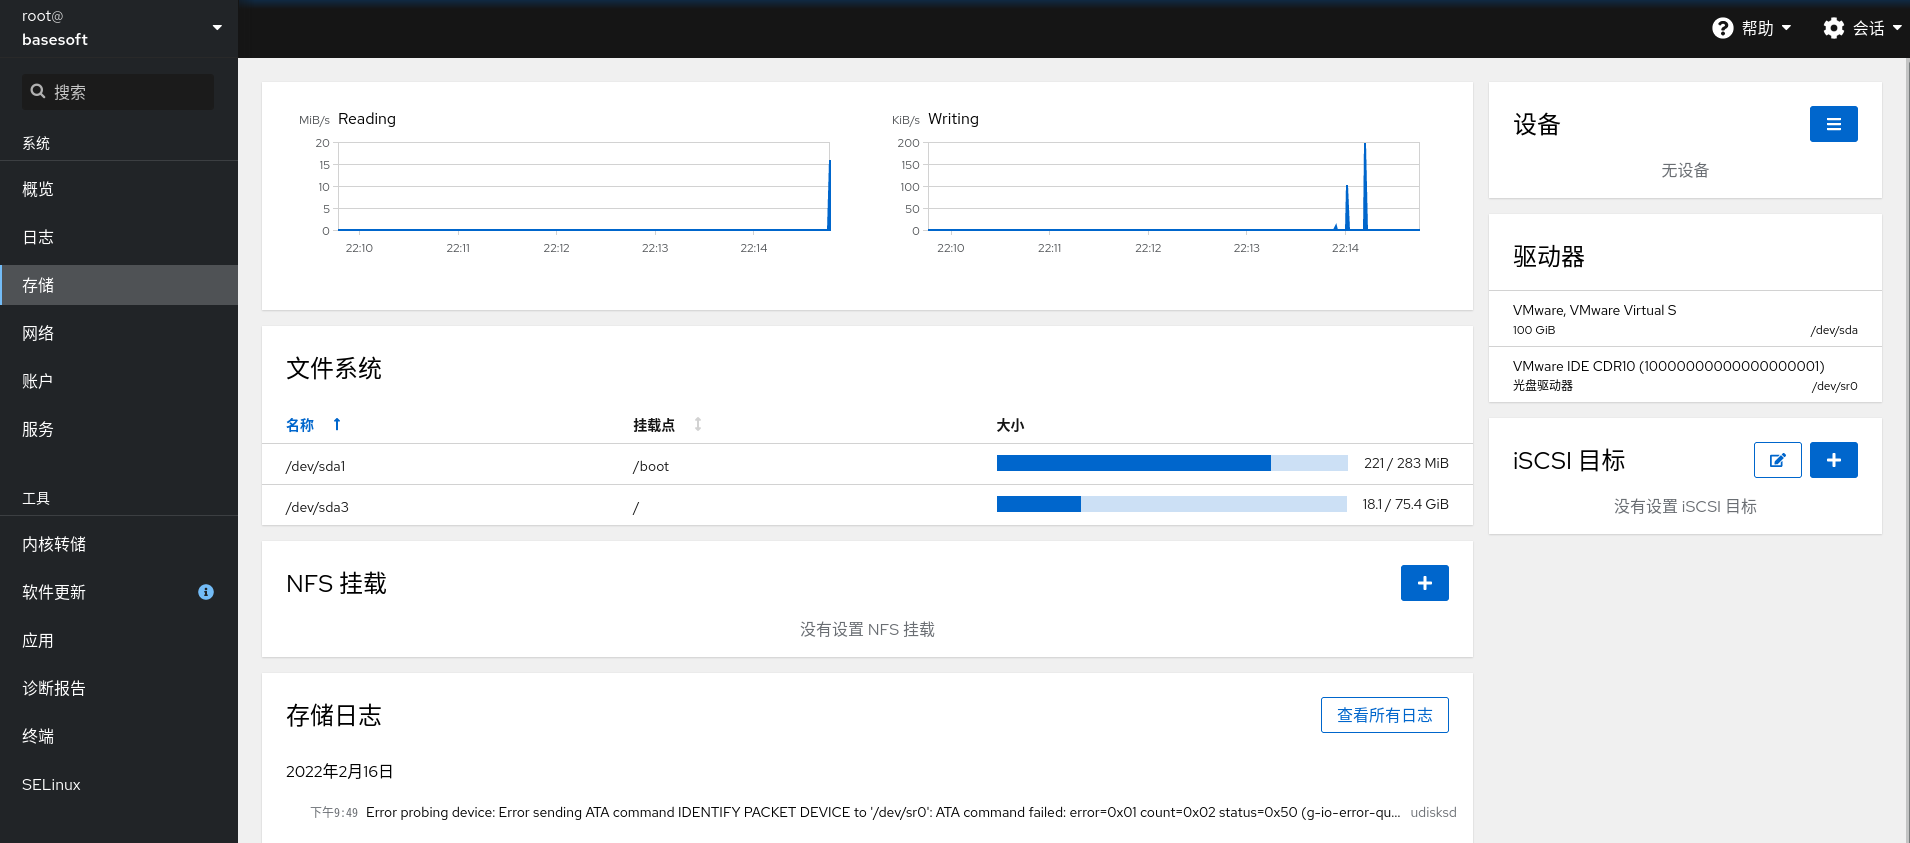 root@
basesoft
帮助
会话
搜索
系统
概览
日志
存储
网络
账户
服务
工具
内核转储
软件更新
应用
诊断报告
终端
SELinux
MiB/s Reading
20
15
10
5
0
22:10 22:11 22:12 22:13 22:14
KiB/s Writing
200
150
100
50
0
22:10 22:11 22:12 22:13 22:14
文件系统
名称 挂载点 大小
/dev/sda1 /boot 221 / 283 MiB
/dev/sda3 / 18.1 / 75.4 GiB
NFS 挂载
没有设置 NFS 挂载
存储日志 查看所有日志
2022年2月16日
下午9:49 Error probing device: Error sending ATA command IDENTIFY PACKET DEVICE to '/dev/sr0': ATA command failed: error=0x01 count=0x02 status=0x50 (g-io-error-qu... udisksd
设备
无设备
驱动器
VMware, VMware Virtual S
100 GiB /dev/sda
VMware IDE CDR10 (10000000000000000001)
光盘驱动器 /dev/sr0
iSCSI 目标
没有设置 iSCSI 目标